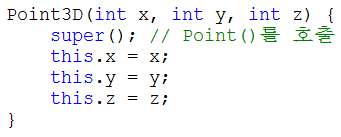 Point3D(int x, int y, int z) {
    super(); // Point()를 호출
    this.x = x;
    this.y = y;
    this.z = z;
}